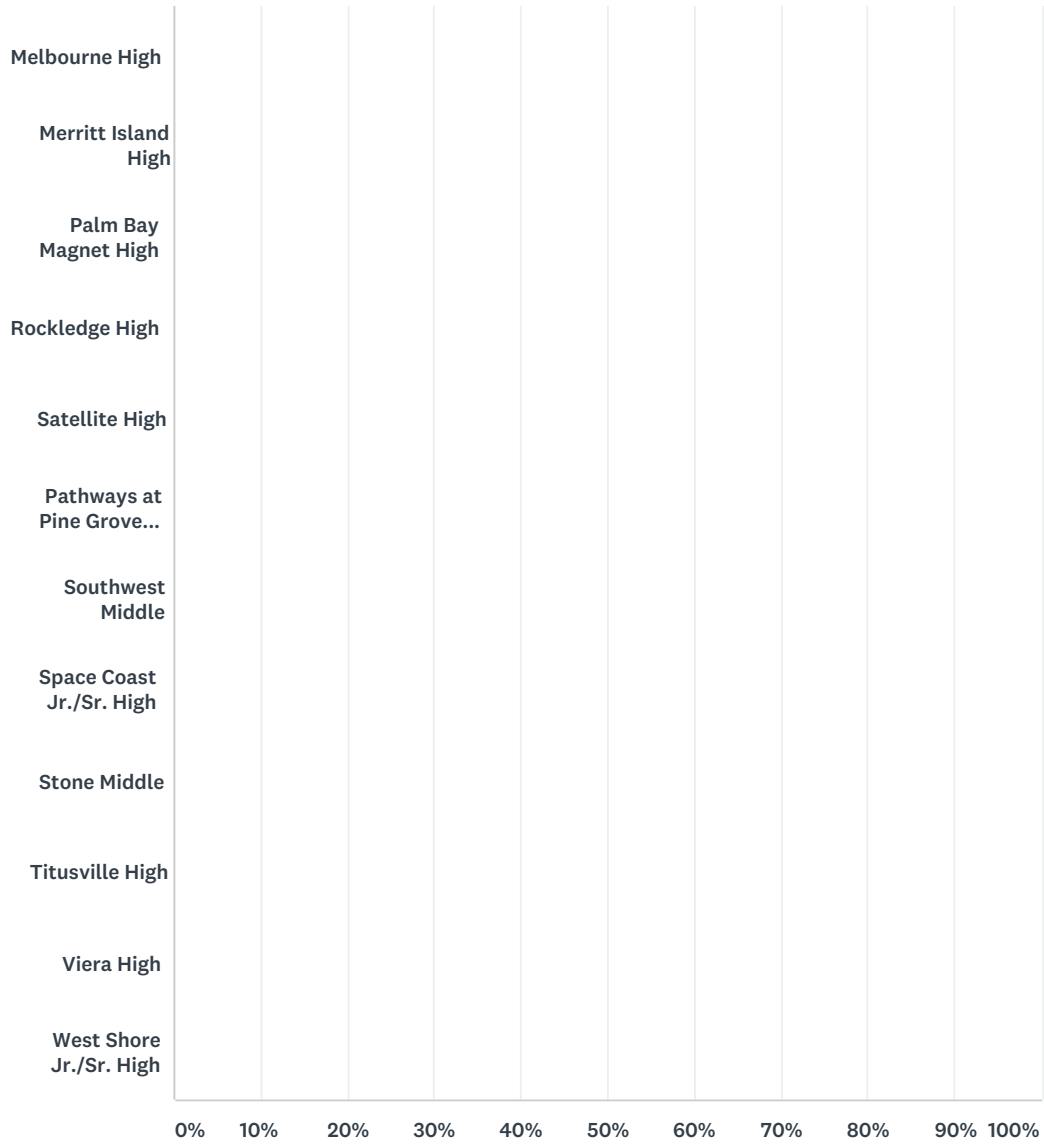 Melbourne High
Merritt Island
High
Palm Bay
Magnet High
Rockledge High
Satellite High
Pathways at
Pine Grove...
Southwest
Middle
Space Coast
Jr./Sr. High
Stone Middle
Titusville High
Viera High
West Shore
Jr./Sr. High
0% 10% 20% 30% 40% 50% 60% 70% 80% 90% 100%